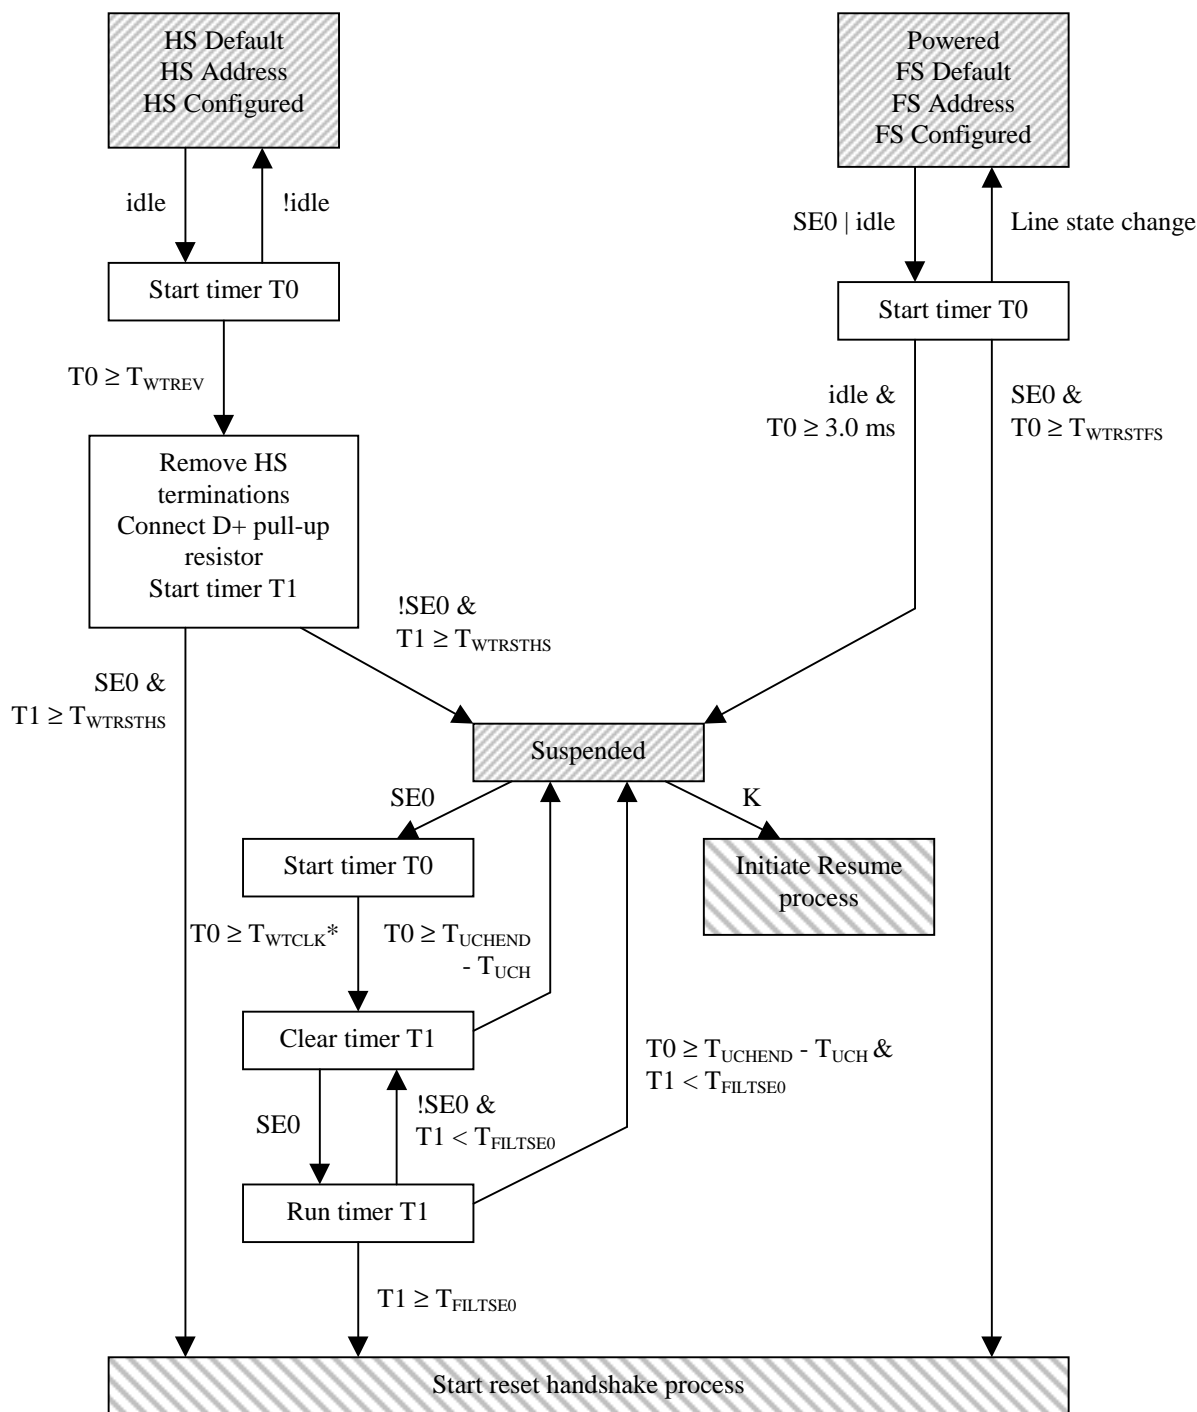 HS Default
HS Address
HS Configured
Powered
FS Default
FS Address
FS Configured
idle
!idle
SE0 | idle
Line state change
Start timer T0
Start timer T0
T0 ≥ TWTREV
idle &
T0 ≥ 3.0 ms
SE0 &
T0 ≥ TWTRSTFS
Remove HS
terminations
Connect D+ pull-up
resistor
Start timer T1
!SE0 &
T1 ≥ TWTRSTHS
SE0 &
T1 ≥ TWTRSTHS
Suspended
SE0
K
Start timer T0
Initiate Resume
process
T0 ≥ TWTCLK*
T0 ≥ TUCHEND
- TUCH
Clear timer T1
T0 ≥ TUCHEND - TUCH &
T1 < TFILTSE0
SE0
!SE0 &
T1 < TFILTSE0
Run timer T1
T1 ≥ TFILTSE0
Start reset handshake process